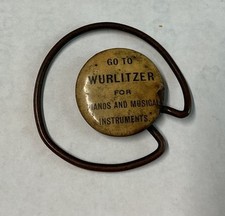 GO TO
WURLITZER
FOR
PIANOS AND MUSICAL
INSTRUMENTS